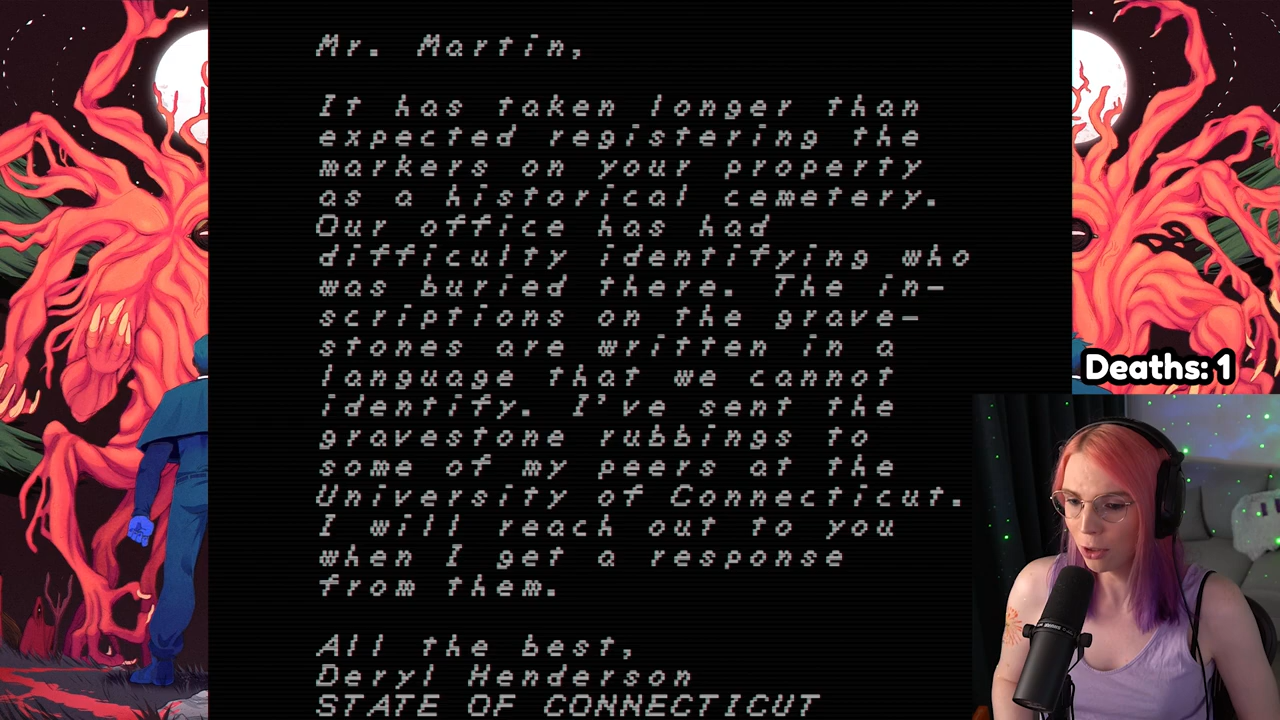 Mr. Martin,
It has taken longer than
expected registering the
markers on your property
as a historical cemetery.
Our office has had
difficulty identifying who
was buried there. The in-
scriptions on the grave-
stones are written in a
language that we cannot
identify. I've sent the
gravestone rubbings to
some of my peers at the
University of Connecticut.
I will reach out to you
when I get a response
from them.
All the best,
Deryl Henderson
STATE OF CONNECTICUT
Deaths: 1